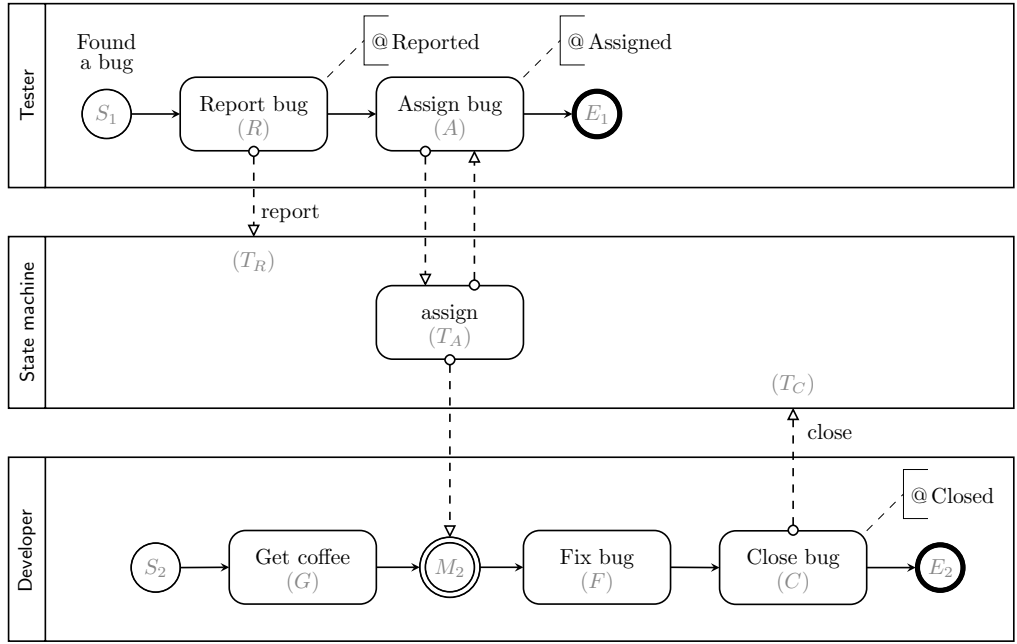 Tester
Found
a bug
S1
Report bug
(R)
@ Reported
Assign bug
(A)
@ Assigned
E1
report
State machine
(TR)
assign
(TA)
(TC)
close
Developer
S2
Get coffee
(G)
M2
Fix bug
(F)
Close bug
(C)
@ Closed
E2